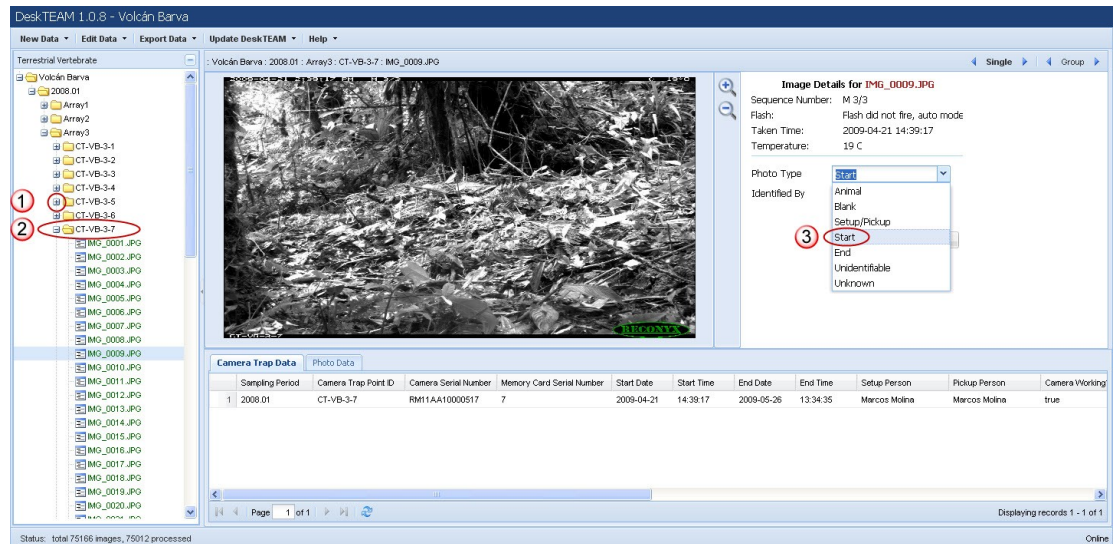 DeskTEAM 1.0.8 - Volcán Barva
New Data Edit Data Export Data Update DeskTEAM Help
Terrestrial Vertebrate
Volcán Barva
2008.01
Array1
Array2
Array3
CT-VB-3-1
CT-VB-3-2
CT-VB-3-3
CT-VB-3-4
1 CT-VB-3-5
CT-VB-3-6
2 CT-VB-3-7
IMG_0001.JPG
IMG_0002.JPG
IMG_0003.JPG
IMG_0004.JPG
IMG_0005.JPG
IMG_0006.JPG
IMG_0007.JPG
IMG_0008.JPG
IMG_0009.JPG
IMG_0010.JPG
IMG_0011.JPG
IMG_0012.JPG
IMG_0013.JPG
IMG_0014.JPG
IMG_0015.JPG
IMG_0016.JPG
IMG_0017.JPG
IMG_0018.JPG
IMG_0019.JPG
IMG_0020.JPG
: Volcán Barva : 2008.01 : Array3 : CT-VB-3-7 : IMG_0009.JPG
Single Group
RECONYX
Image Details for IMG_0009.JPG
Sequence Number: M 3/3
Flash: Flash did not fire, auto mode
Taken Time: 2009-04-21 14:39:17
Temperature: 19 C
Photo Type Start
Identified By
Animal
Blank
Setup/Pickup
3 Start
End
Unidentifiable
Unknown
Camera Trap Data Photo Data
Sampling Period Camera Trap Point ID Camera Serial Number Memory Card Serial Number Start Date Start Time End Date End Time Setup Person Pickup Person Camera Working
1 2008.01 CT-VB-3-7 RM11AA10000517 7 2009-04-21 14:39:17 2009-05-26 13:34:35 Marcos Molina Marcos Molina true
Page 1 of 1
Displaying records 1 - 1 of 1
Status: total 75166 images, 75012 processed
Online